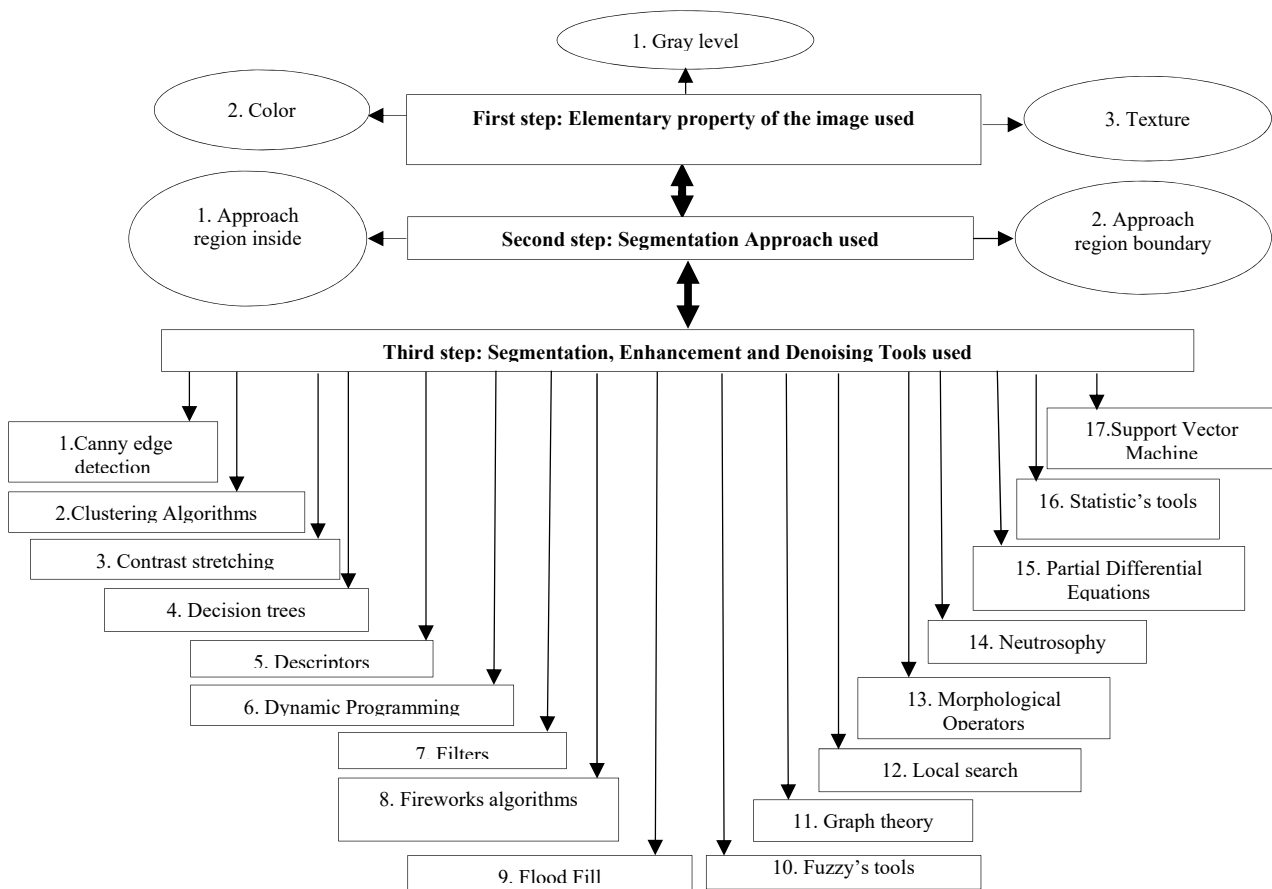 1. Gray level
2. Color
First step: Elementary property of the image used
3. Texture
1. Approach
region inside
Second step: Segmentation Approach used
2. Approach
region boundary
Third step: Segmentation, Enhancement and Denoising Tools used
1.Canny edge
detection
2.Clustering Algorithms
3. Contrast stretching
4. Decision trees
5. Descriptors
6. Dynamic Programming
7. Filters
8. Fireworks algorithms
9. Flood Fill
10. Fuzzy's tools
11. Graph theory
12. Local search
13. Morphological
Operators
14. Neutrosophy
15. Partial Differential
Equations
16. Statistic's tools
17.Support Vector
Machine